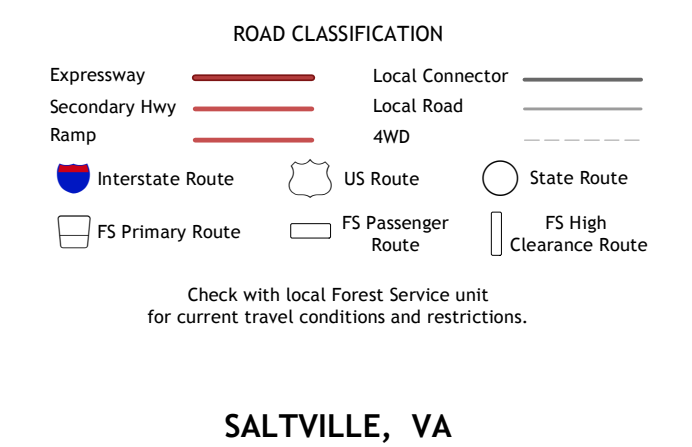 ROAD CLASSIFICATION
Expressway
Local Connector
Secondary Hwy
Local Road
Ramp
4WD
Interstate Route
US Route
State Route
FS Primary Route
FS Passenger
Route
FS High
Clearance Route
Check with local Forest Service unit
for current travel conditions and restrictions.
SALTVILLE, VA